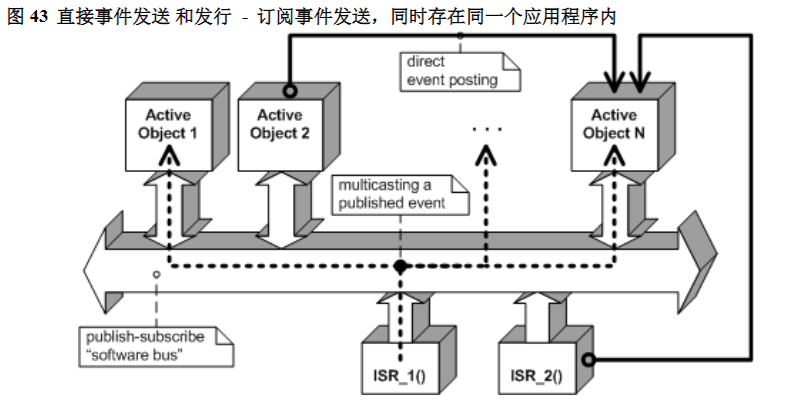 图 43 直接事件发送 和发行 - 订阅事件发送，同时存在同一个应用程序内
direct
event posting
Active
Object 1
Active
Object 2
. . .
Active
Object N
multicasting a
published event
publish-subscribe
“software bus”
ISR_1()
ISR_2()